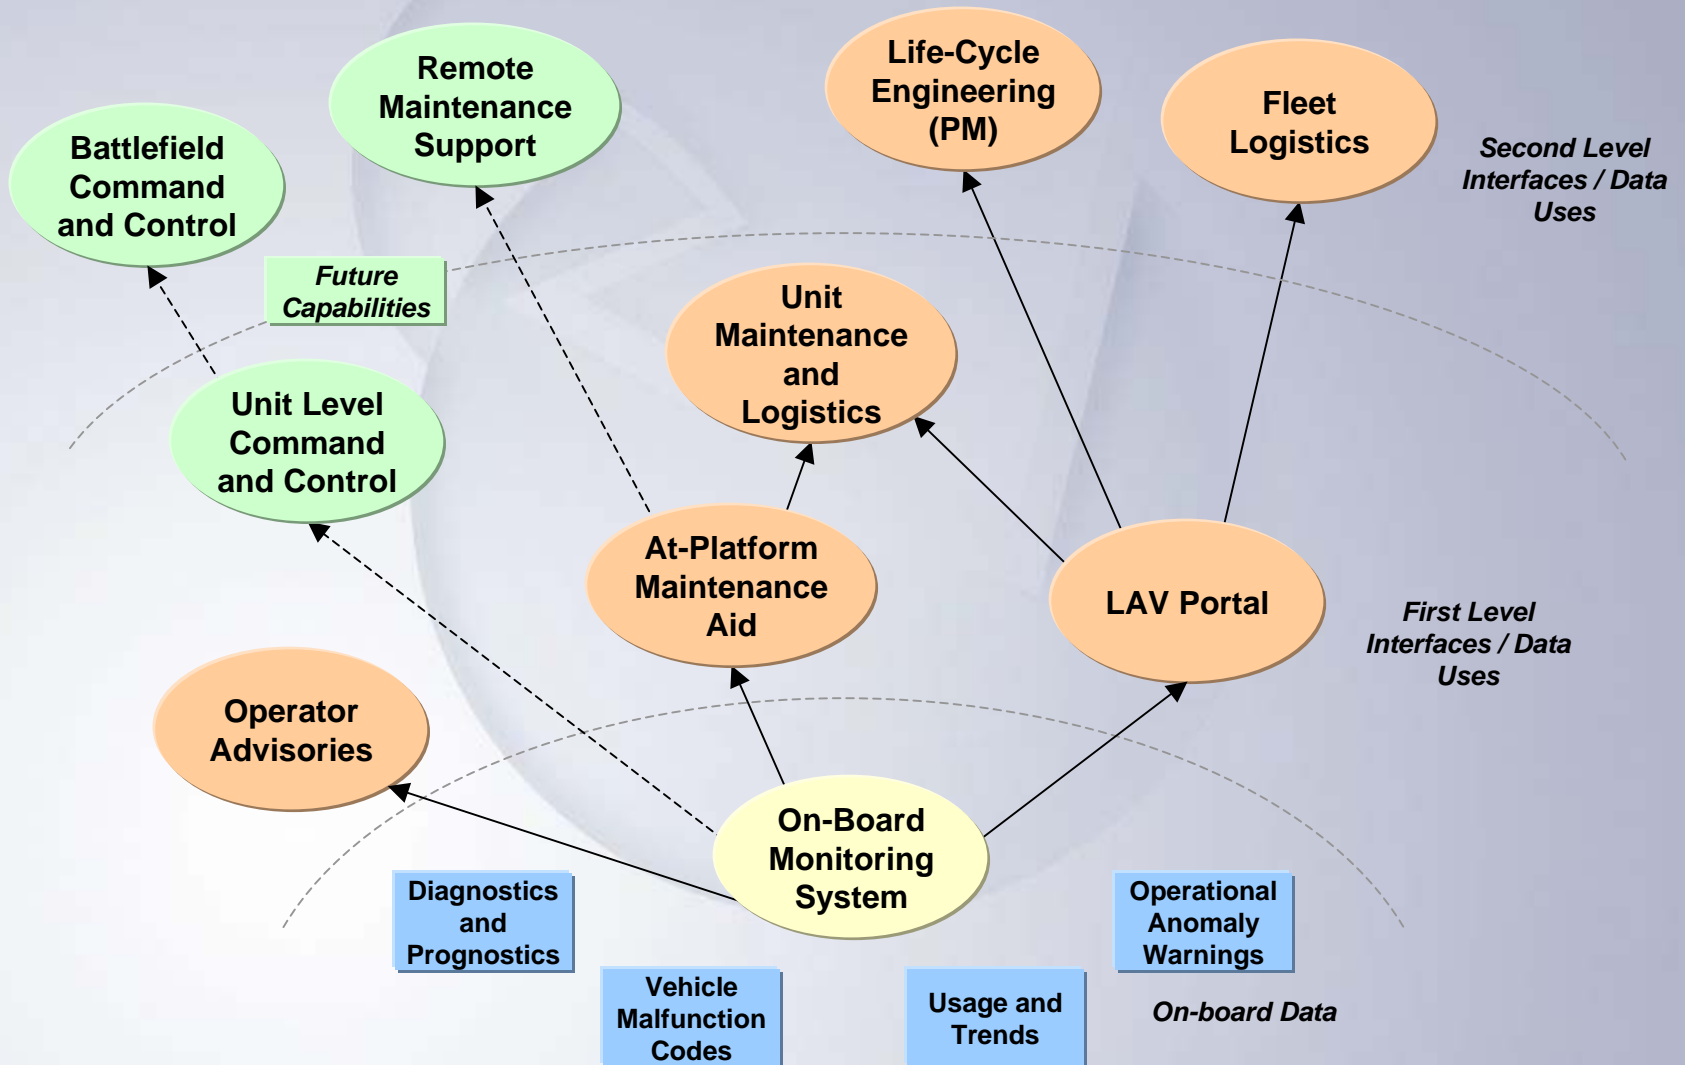 Remote
Maintenance
Support
Life-Cycle
Engineering
(PM)
Fleet
Logistics
Battlefield
Command
and Control
Second Level
Interfaces / Data
Uses
Future
Capabilities
Unit
Maintenance
and
Logistics
Unit Level
Command
and Control
At-Platform
Maintenance
Aid
LAV Portal
First Level
Interfaces / Data
Uses
Operator
Advisories
On-Board
Monitoring
System
Diagnostics
and
Prognostics
Operational
Anomaly
Warnings
Vehicle
Malfunction
Codes
Usage and
Trends
On-board Data